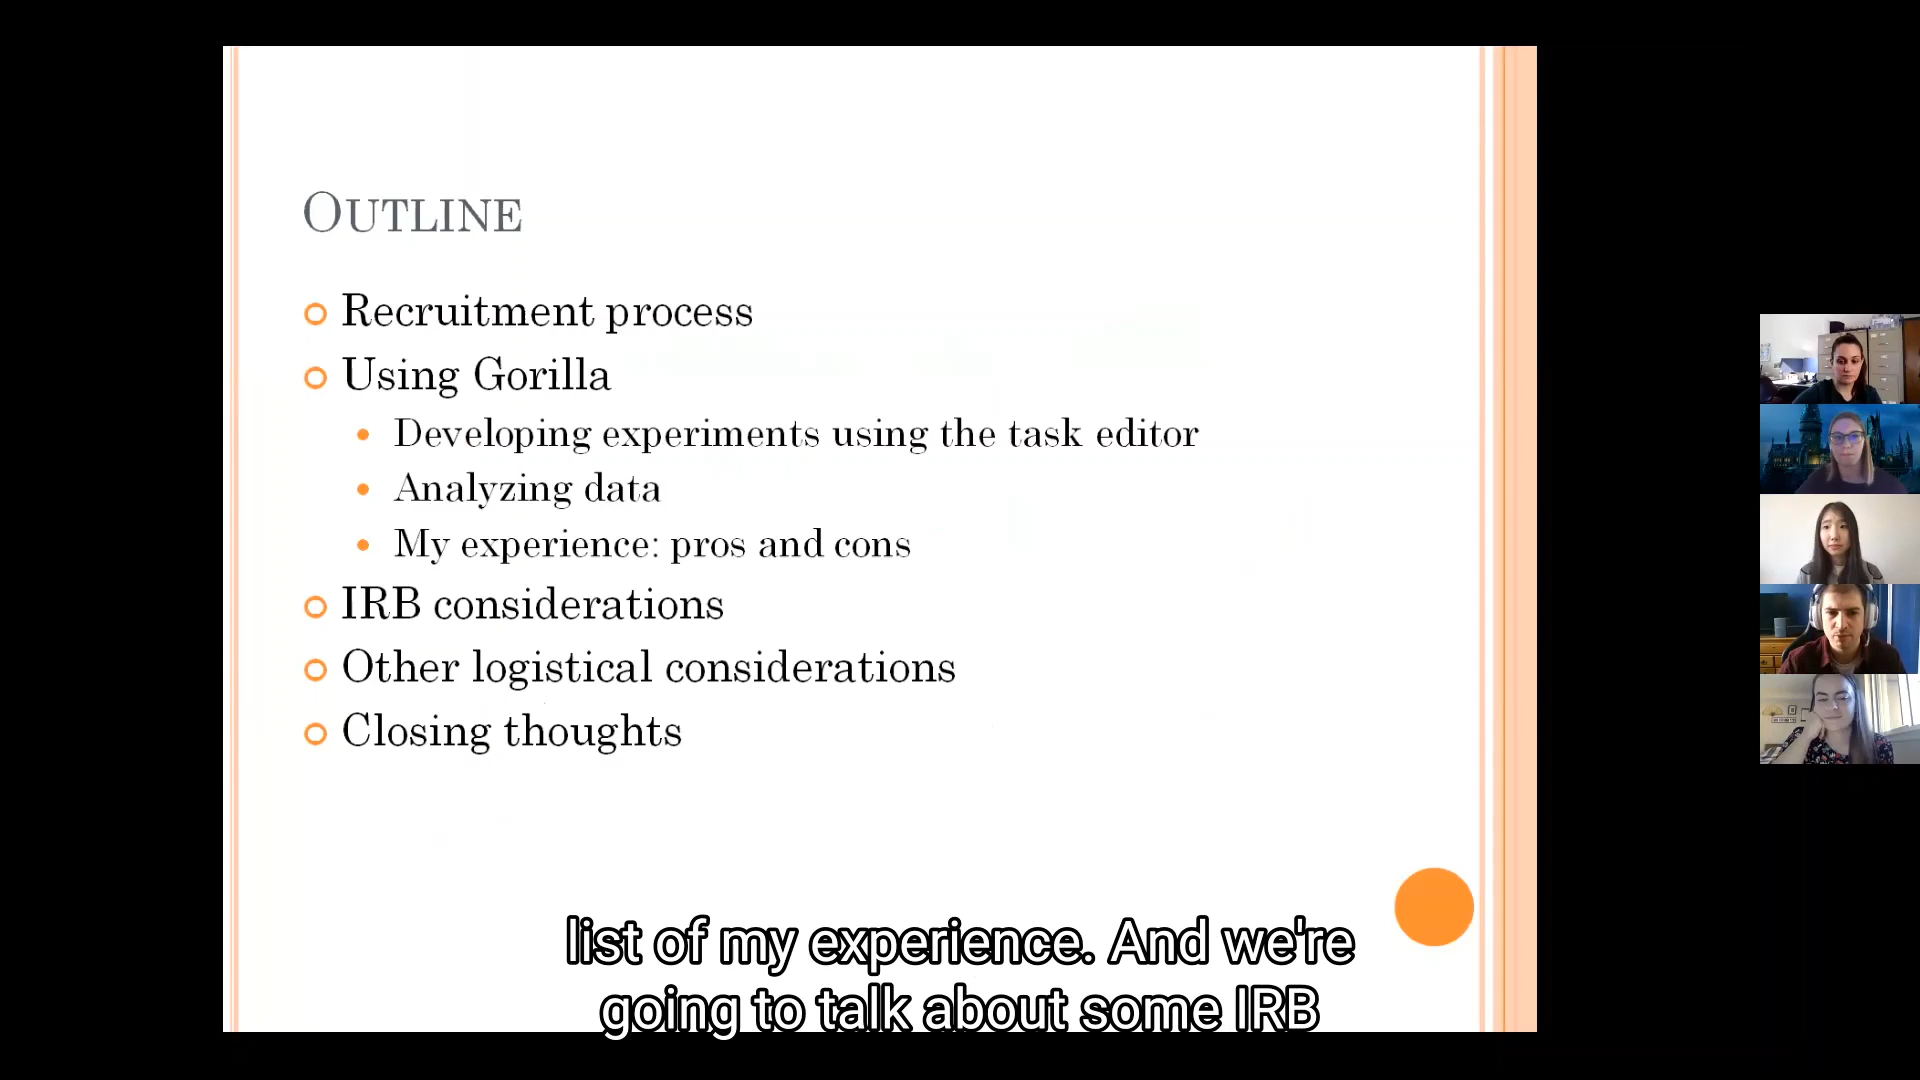 OUTLINE
Recruitment process
Using Gorilla
Developing experiments using the task editor
Analyzing data
My experience: pros and cons
IRB considerations
Other logistical considerations
Closing thoughts
list of my experience. And we're
going to talk about some IRB